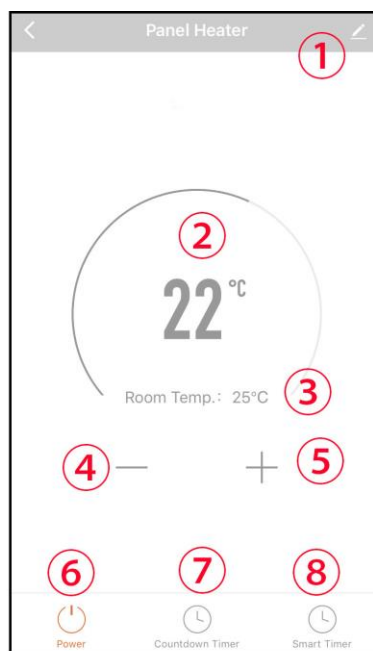 Panel Heater
①
②
22 °C
Room Temp.: 25°C ③
④ — + ⑤
⑥ ⑦ ⑧
Power Countdown Timer Smart Timer